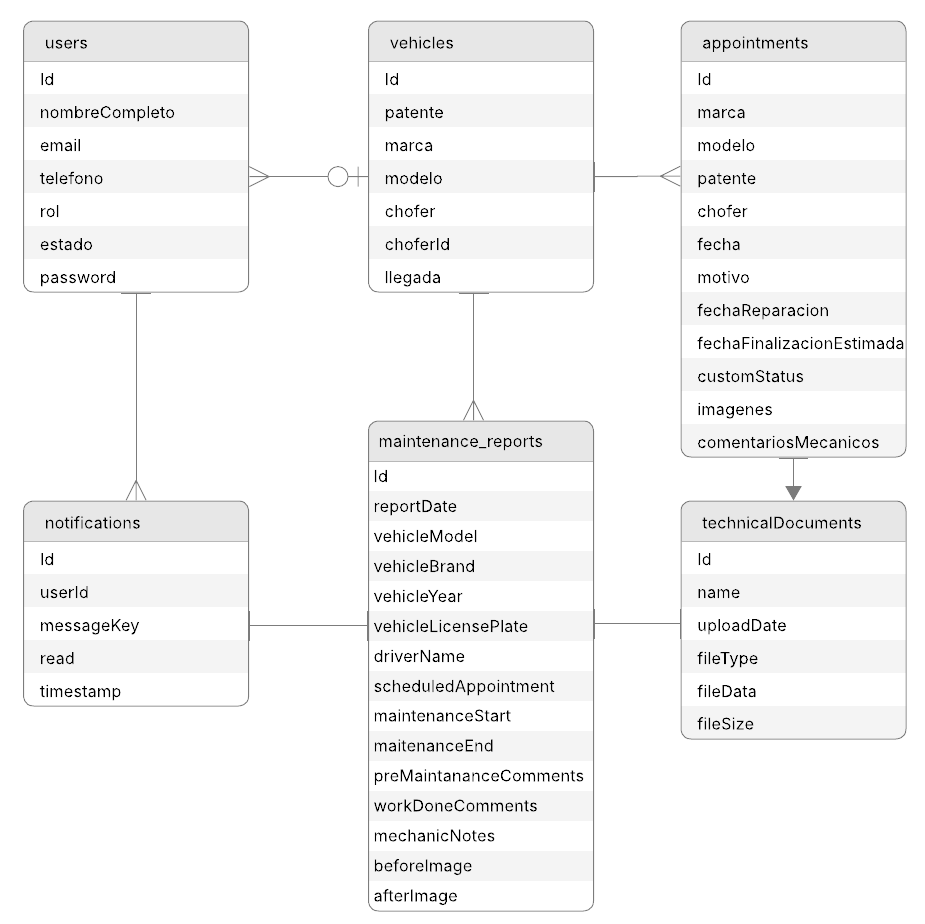 users
Id
nombreCompleto
email
telefono
rol
estado
password
vehicles
Id
patente
marca
modelo
chofer
choferId
llegada
appointments
Id
marca
modelo
patente
chofer
fecha
motivo
fechaReparacion
fechaFinalizacionEstimada
customStatus
imagenes
comentariosMecanicos
notifications
Id
userId
messageKey
read
timestamp
maintenance_reports
Id
reportDate
vehicleModel
vehicleBrand
vehicleYear
vehicleLicensePlate
driverName
scheduledAppointment
maintenanceStart
maitenanceEnd
preMaintananceComments
workDoneComments
mechanicNotes
beforeImage
afterImage
technicalDocuments
Id
name
uploadDate
fileType
fileData
fileSize